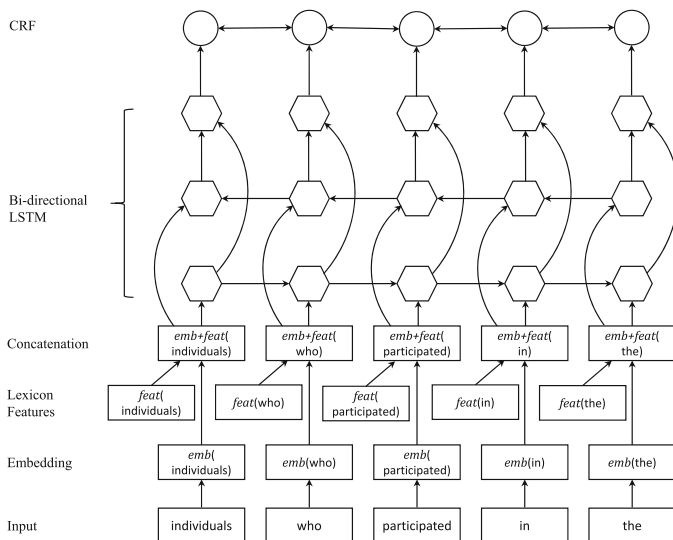 CRF
Bi-directional
LSTM
Concatenation
emb+feat(
individuals)
emb+feat(
who)
emb+feat(
participated)
emb+feat(
in)
emb+feat(
the)
Lexicon
Features
feat(
individuals)
feat(who)
feat(
participated)
feat(in)
feat(the)
Embedding
emb(
individuals)
emb(who)
emb(
participated)
emb(in)
emb(the)
Input
individuals
who
participated
in
the